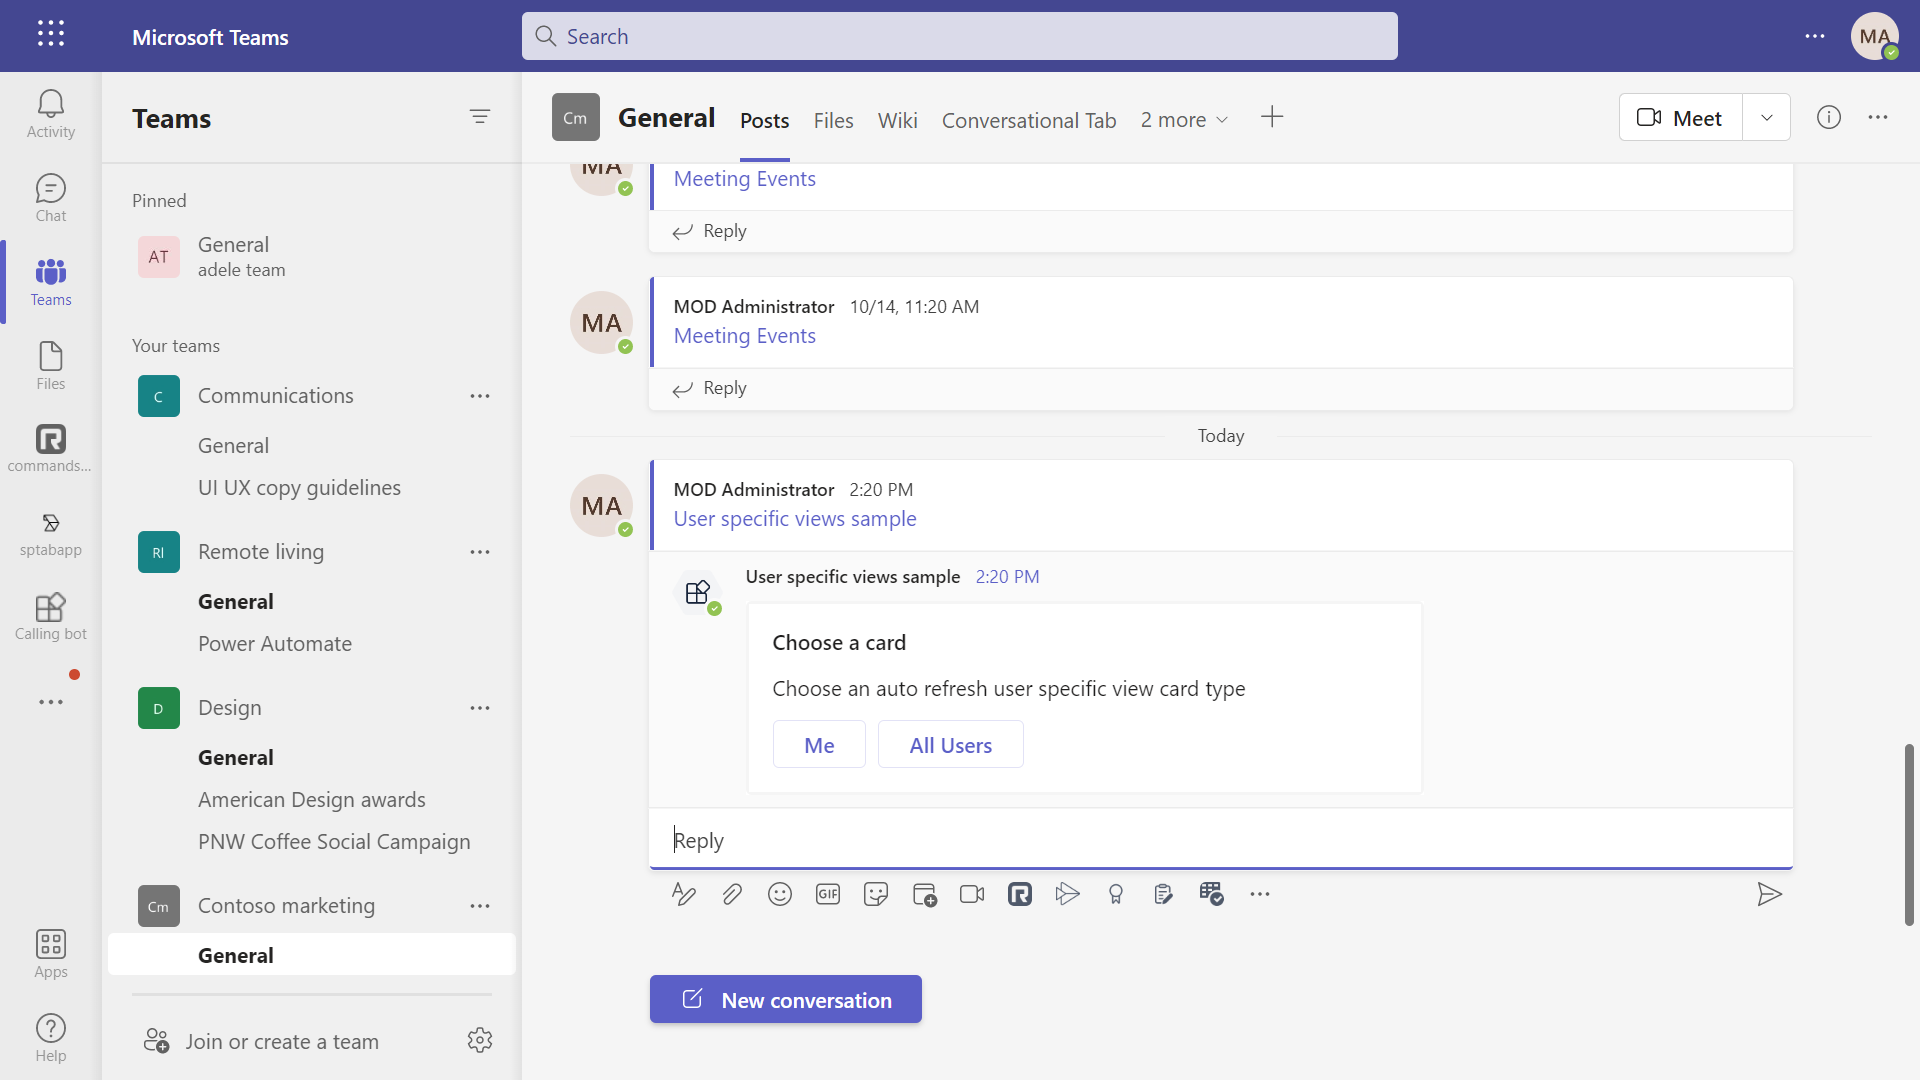 Microsoft Teams
Search
MA
Activity
Chat
Teams
Files
commands...
sptabapp
Calling bot
Apps
Help
Teams
Pinned
AT
General
adele team
Your teams
C
Communications
General
UI UX copy guidelines
Rl
Remote living
General
Power Automate
D
Design
General
American Design awards
PNW Coffee Social Campaign
Cm
Contoso marketing
General
Join or create a team
Cm
General
Posts
Files
Wiki
Conversational Tab
2 more
Meet
MA
Meeting Events
Reply
MA
MOD Administrator 10/14, 11:20 AM
Meeting Events
Reply
Today
MA
MOD Administrator 2:20 PM
User specific views sample
User specific views sample 2:20 PM
Choose a card
Choose an auto refresh user specific view card type
Me
All Users
Reply
GIF
New conversation